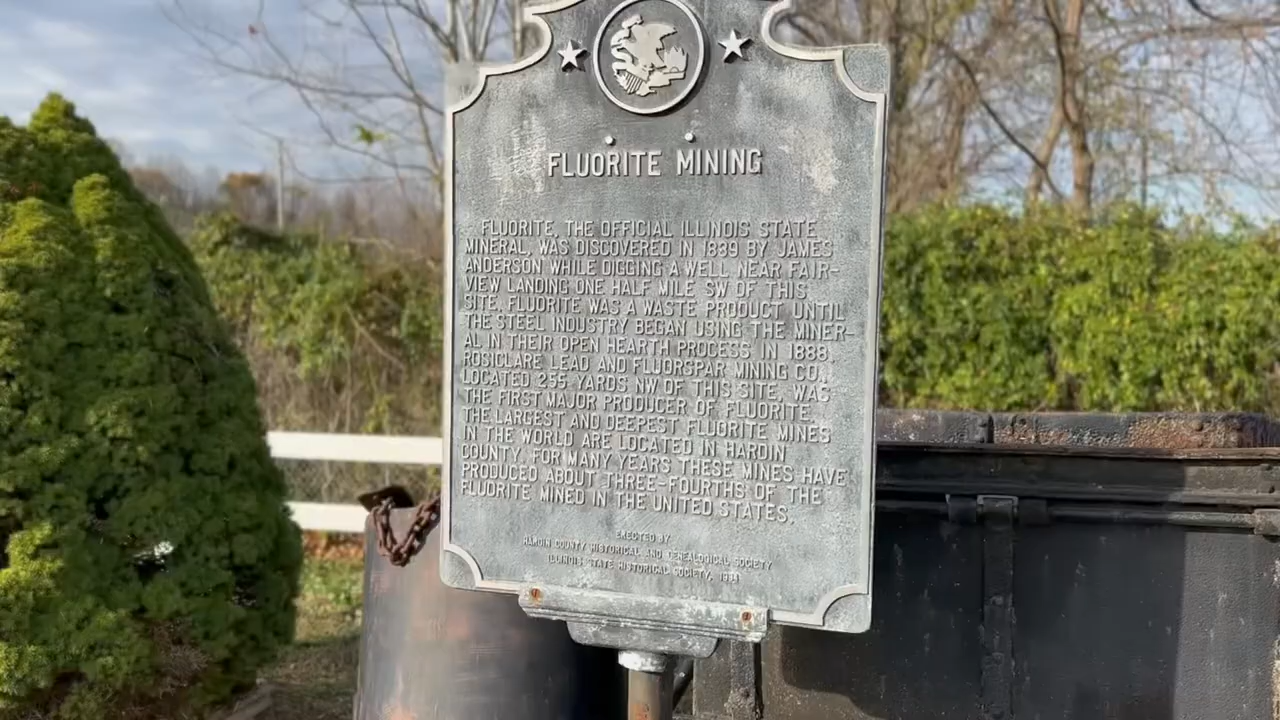 FLUORITE MINING
FLUORITE, THE OFFICIAL ILLINOIS STATE
MINERAL, WAS DISCOVERED IN 1839 BY JAMES
ANDERSON WHILE DIGGING A WELL NEAR FAIR-
VIEW LANDING ONE HALF MILE SW OF THIS
SITE. FLUORITE WAS A WASTE PRODUCT UNTIL
THE STEEL INDUSTRY BEGAN USING THE MINER-
AL IN THEIR OPEN HEARTH PROCESS IN 1888.
ROSICLARE LEAD AND FLUORSPAR MINING CO.,
LOCATED 255 YARDS NW OF THIS SITE, WAS
THE FIRST MAJOR PRODUCER OF FLUORITE.
THE LARGEST AND DEEPEST FLUORITE MINES
IN THE WORLD ARE LOCATED IN HARDIN
COUNTY. FOR MANY YEARS THESE MINES HAVE
PRODUCED ABOUT THREE-FOURTHS OF THE
FLUORITE MINED IN THE UNITED STATES.
ERECTED BY
HARDIN COUNTY HISTORICAL AND GENEALOGICAL SOCIETY
ILLINOIS STATE HISTORICAL SOCIETY,